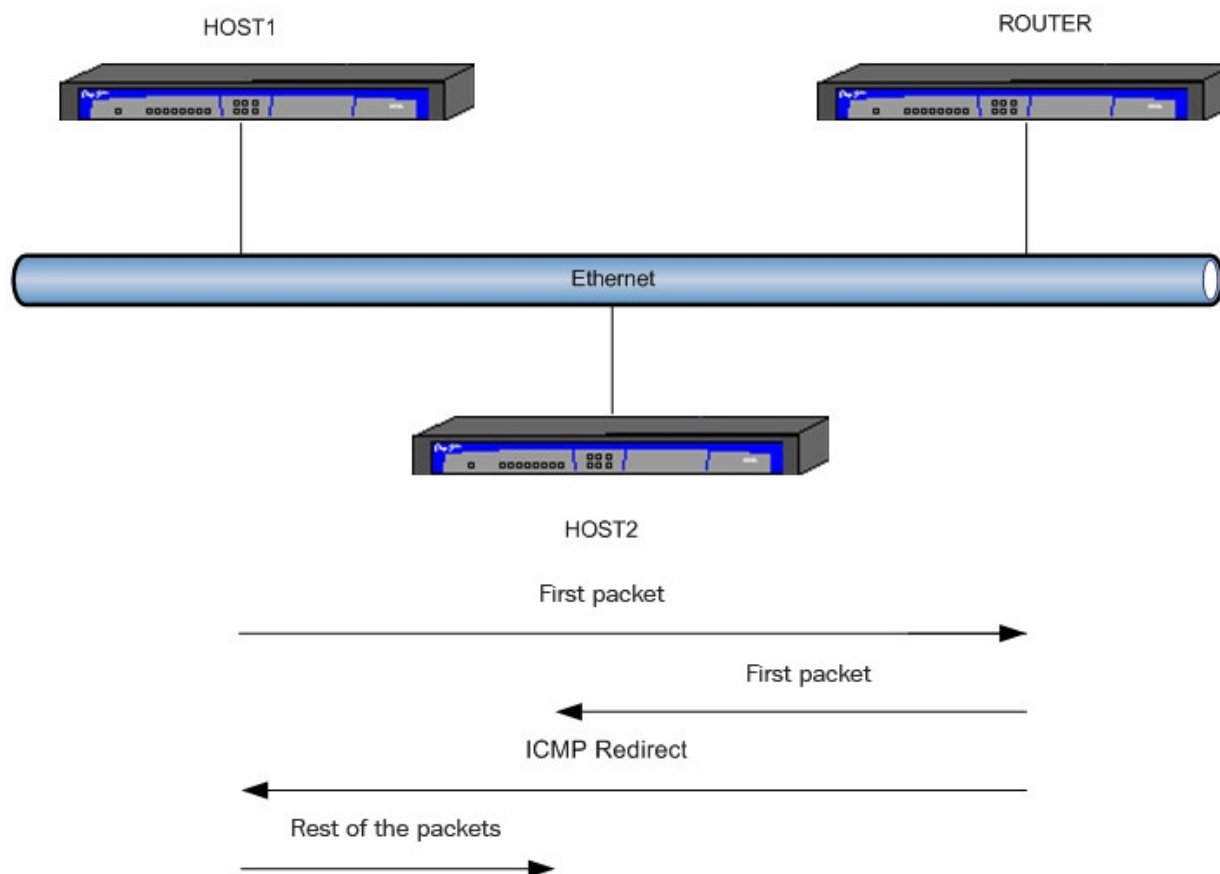 HOST1
ROUTER
Ethernet
HOST2
First packet
First packet
ICMP Redirect
Rest of the packets